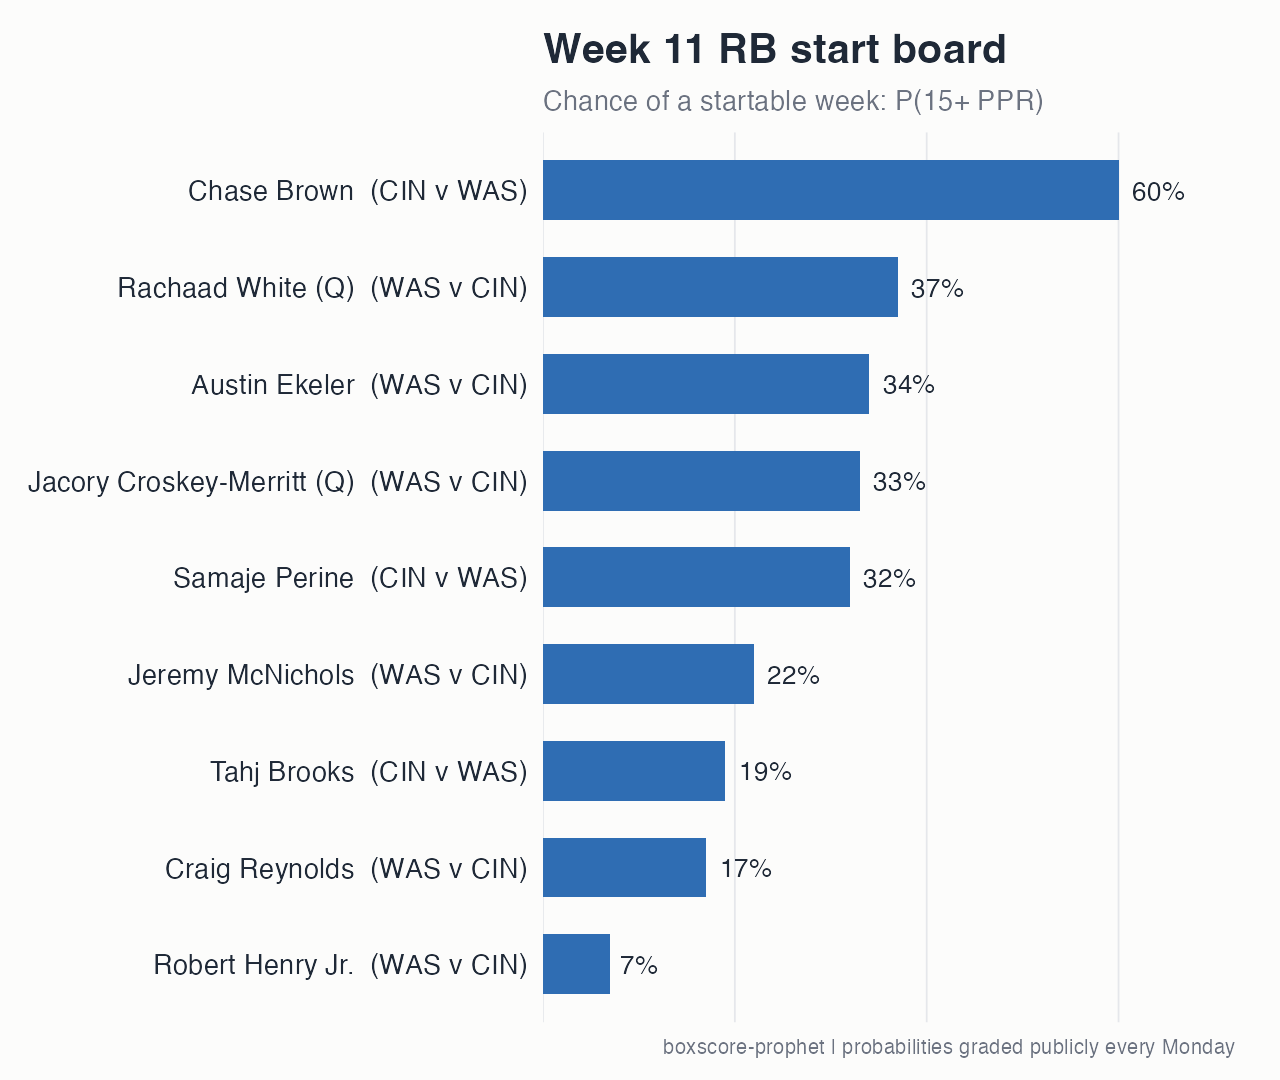 Week 11 RB start board
Chance of a startable week: P(15+ PPR)
Chase Brown (CIN v WAS) 60%
Rachaad White (Q) (WAS v CIN) 37%
Austin Ekeler (WAS v CIN) 34%
Jacory Croskey-Merritt (Q) (WAS v CIN) 33%
Samaje Perine (CIN v WAS) 32%
Jeremy McNichols (WAS v CIN) 22%
Tahj Brooks (CIN v WAS) 19%
Craig Reynolds (WAS v CIN) 17%
Robert Henry Jr. (WAS v CIN) 7%
boxscore-prophet | probabilities graded publicly every Monday